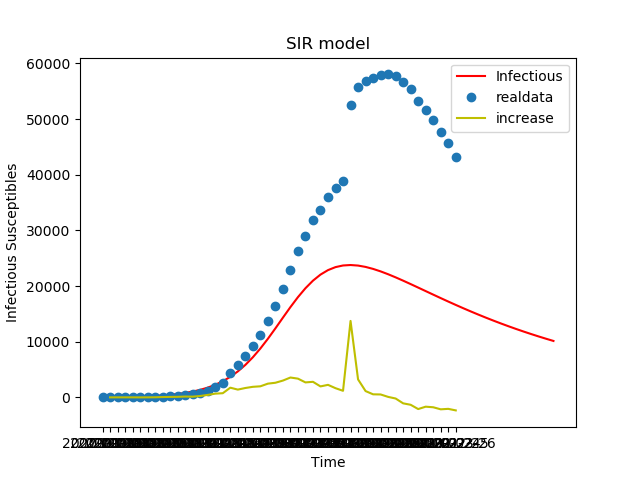 SIR model
Infectious
realdata
increase
60000
50000
40000
30000
20000
10000
0
Infectious Susceptibles
Time